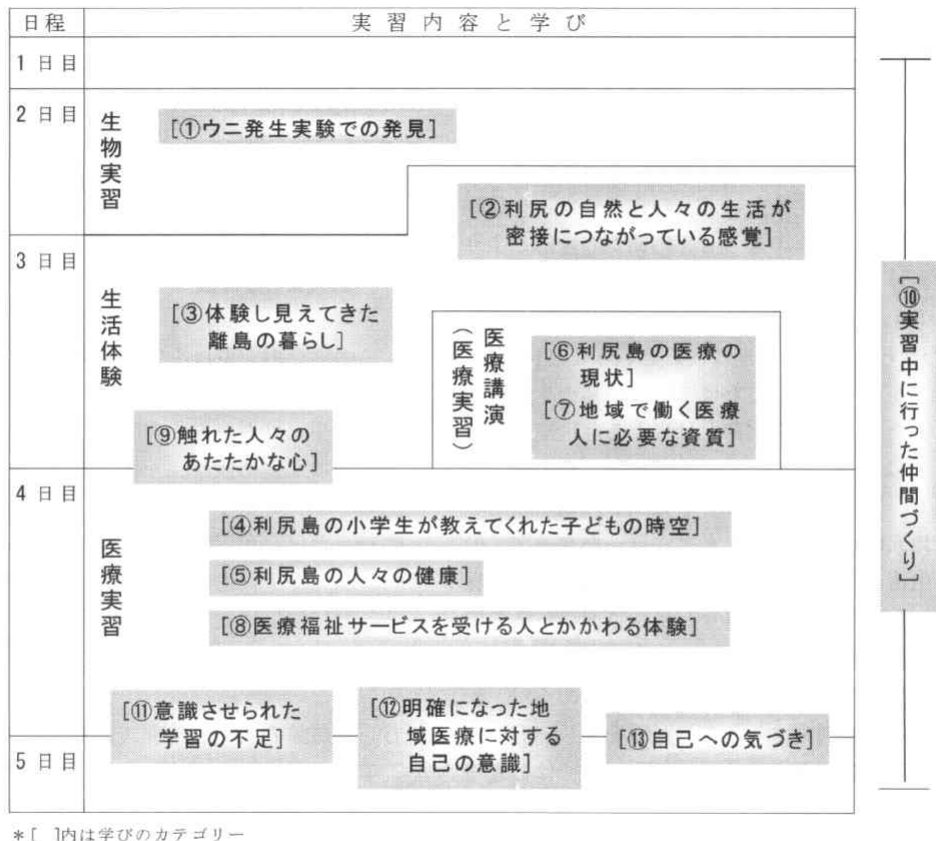 日程
実習内容と学び
1日目
2日目
生物実習
[①ウニ発生実験での発見]
[②利尻の自然と人々の生活が
密接につながっている感覚]
3日目
生活体験
[③体験し見えてきた
離島の暮らし]
医療講演
(医療実習)
[⑥利尻島の医療の
現状]
[⑦地域で働く医療
人に必要な資質]
[⑨触れた人々の
あたたかな心]
4日目
医療実習
[④利尻島の小学生が教えてくれた子どもの時空]
[⑤利尻島の人々の健康]
[⑧医療福祉サービスを受ける人とかかわる体験]
[⑪意識させられた
学習の不足]
[⑫明確になった地
域医療に対する
自己の意識]
[⑬自己への気づき]
5日目
[⑩実習中に行った仲間づくり]
*[ ]内は学びのカテゴリー